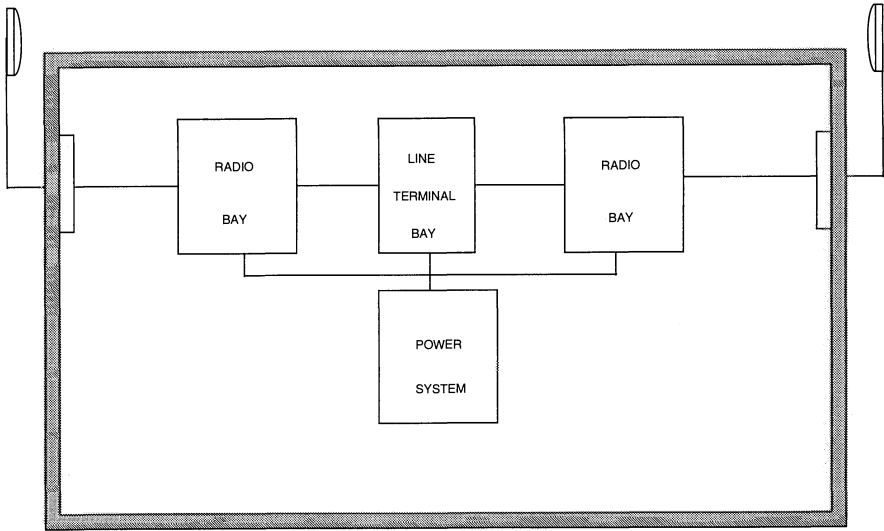 RADIO
BAY
LINE
TERMINAL
BAY
RADIO
BAY
POWER
SYSTEM